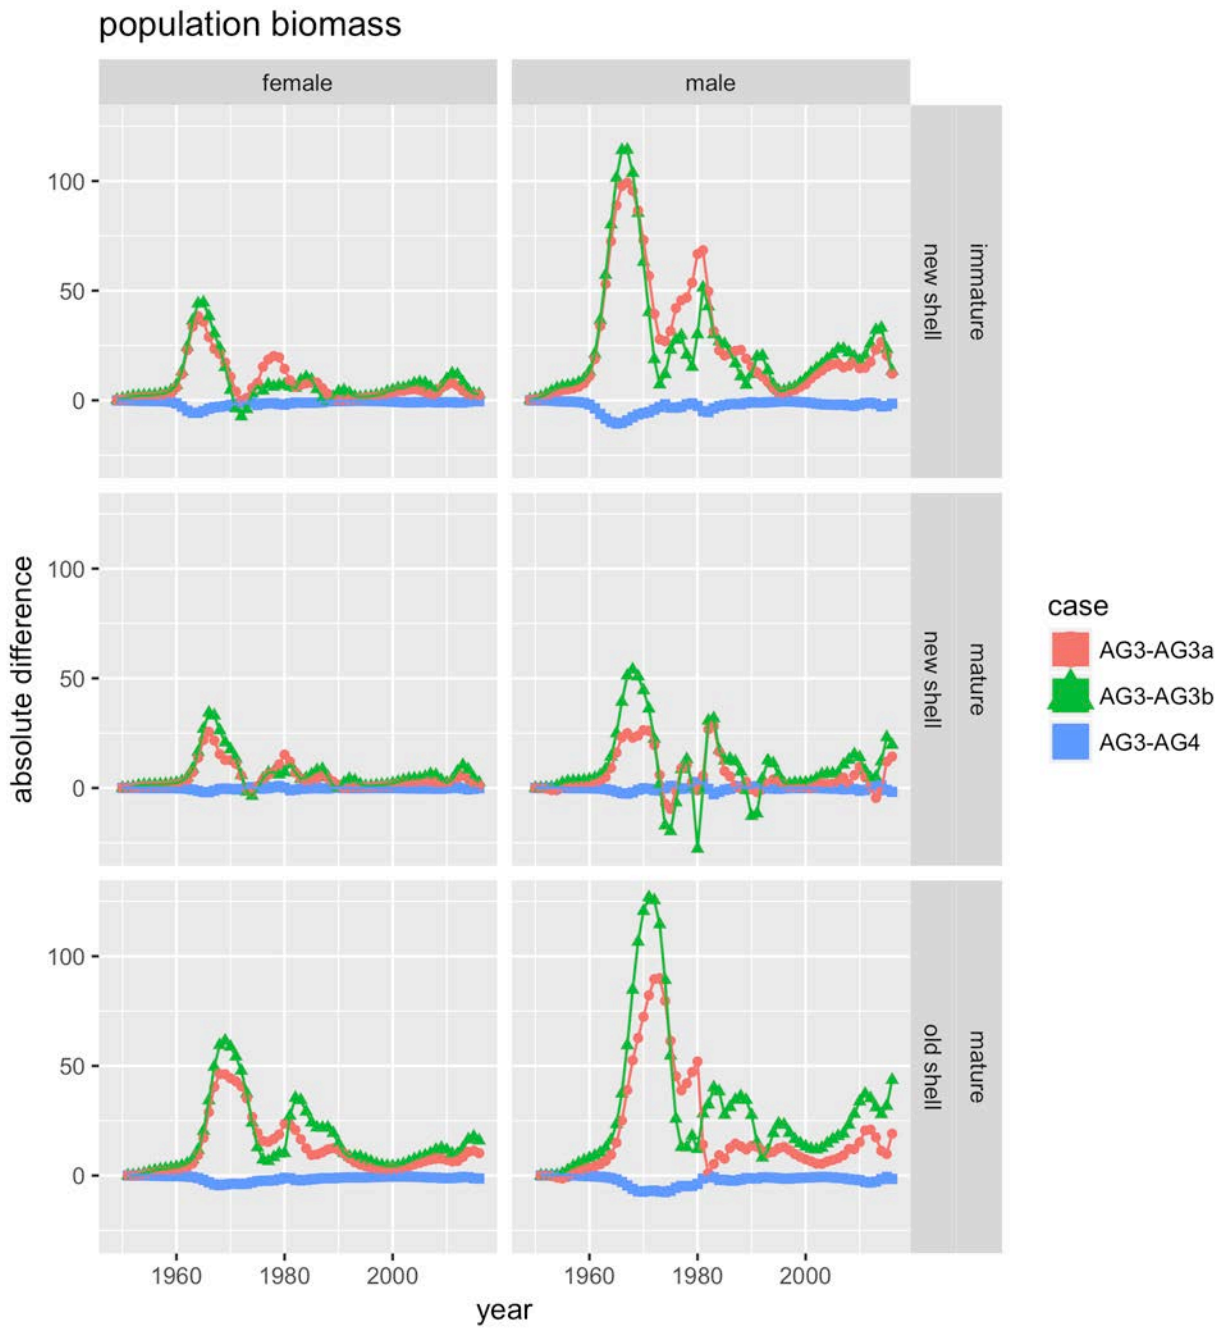 population biomass
female
male
100
50
0
new shell
immature
100
50
0
new shell
mature
100
50
0
old shell
mature
absolute difference
1960 1980 2000
1960 1980 2000
year
case
AG3-AG3a
AG3-AG3b
AG3-AG4